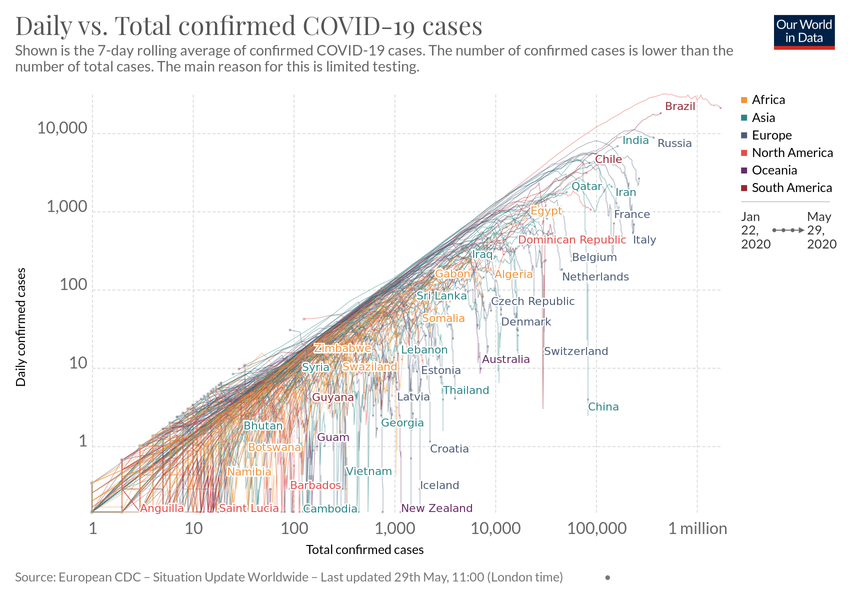 Daily vs. Total confirmed COVID-19 cases
Our World
in Data
Shown is the 7-day rolling average of confirmed COVID-19 cases. The number of confirmed cases is lower than the
number of total cases. The main reason for this is limited testing.
Africa
Asia
Europe
North America
Oceania
South America
Jan
22,
2020
May
29,
2020
Daily confirmed cases
10,000
1,000
100
10
1
Brazil
India
Russia
Chile
Qatar
Iran
Egypt
France
Dominican Republic
Italy
Iraq
Belgium
Gabon
Algeria
Netherlands
Sri Lanka
Czech Republic
Somalia
Denmark
Zimbabwe
Lebanon
Switzerland
Australia
Syria
Swaziland
Estonia
Thailand
Guyana
Latvia
China
Georgia
Bhutan
Guam
Botswana
Croatia
Namibia
Vietnam
Barbados
Iceland
Anguilla
Saint Lucia
Cambodia
New Zealand
1
10
100
1,000
10,000
100,000
1 million
Total confirmed cases
Source: European CDC – Situation Update Worldwide – Last updated 29th May, 11:00 (London time)